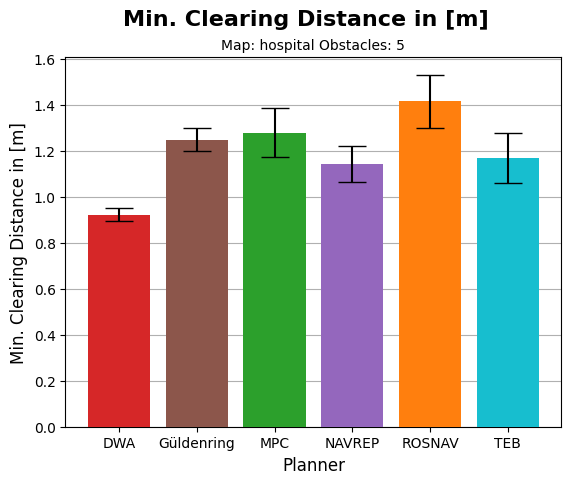 Min. Clearing Distance in [m]
Map: hospital Obstacles: 5
Min. Clearing Distance in [m]
1.6
1.4
1.2
1.0
0.8
0.6
0.4
0.2
0.0
DWA Güldenring MPC NAVREP ROSNAV TEB
Planner